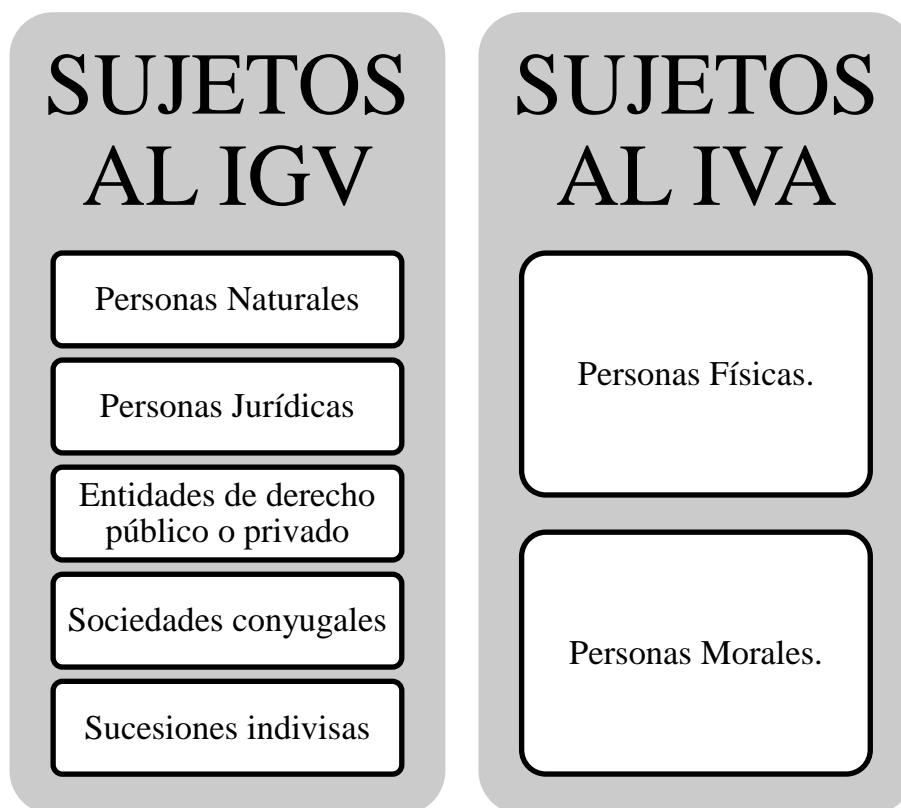 SUJETOS
AL IGV
Personas Naturales
Personas Jurídicas
Entidades de derecho
público o privado
Sociedades conyugales
Sucesiones indivisas
SUJETOS
AL IVA
Personas Físicas.
Personas Morales.